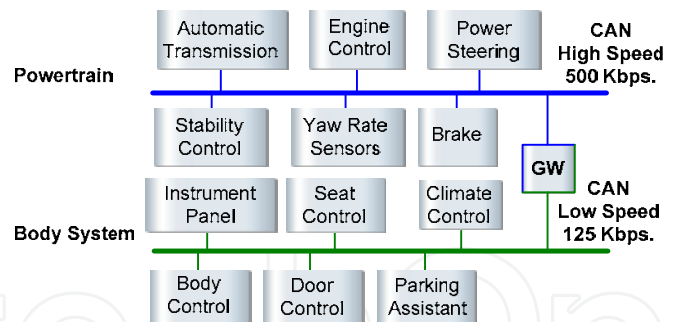 Automatic
Transmission
Engine
Control
Power
Steering
CAN
High Speed
500 Kbps.
Powertrain
Stability
Control
Yaw Rate
Sensors
Brake
GW
Instrument
Panel
Seat
Control
Climate
Control
CAN
Low Speed
125 Kbps.
Body System
Body
Control
Door
Control
Parking
Assistant